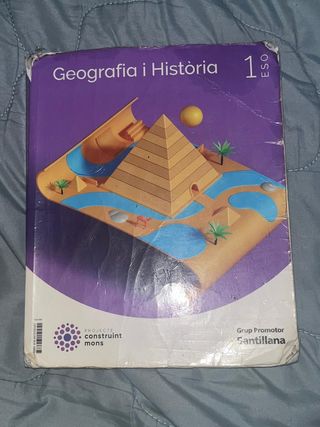 Geografia i Història
1
ESO
PROJECTE
construint
mons
Grup Promotor
Santillana